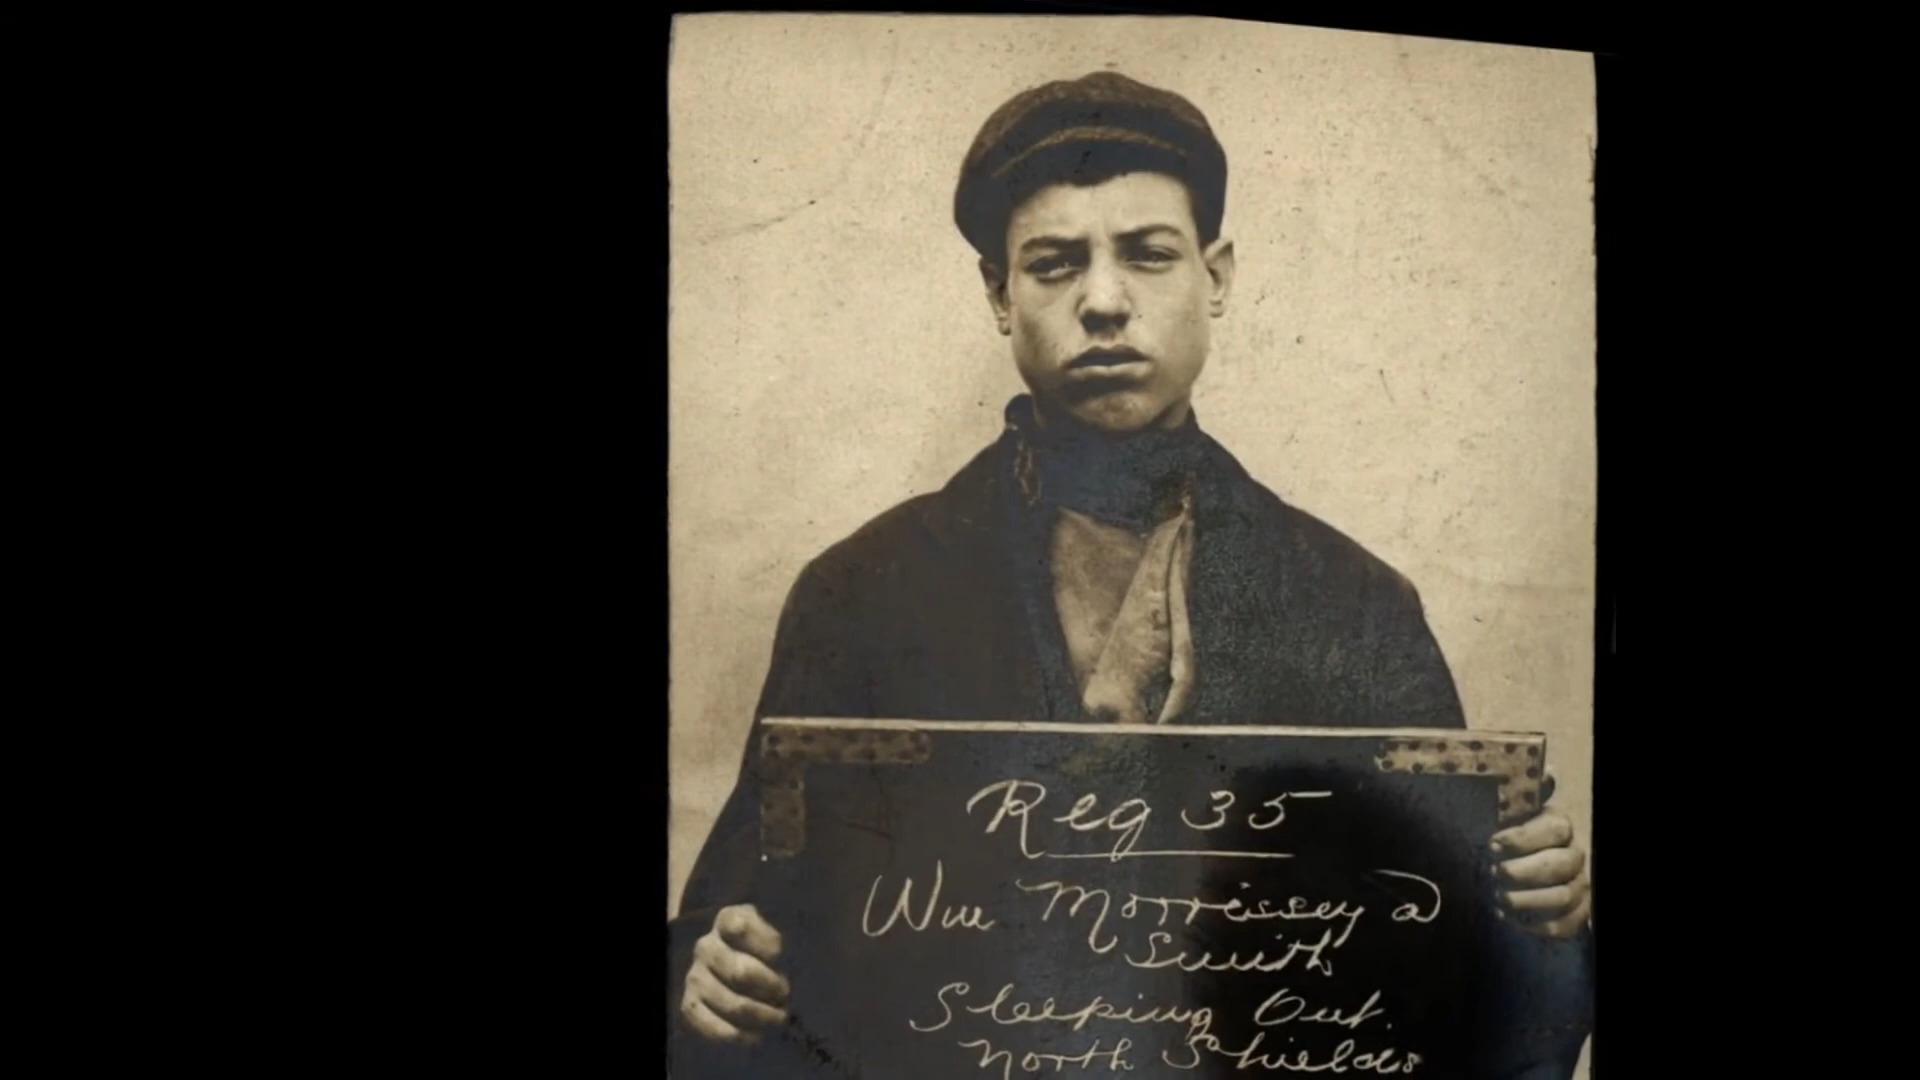 Reg 35
Wm Morrissey a
Smith
Sleeping Out.
North Shields